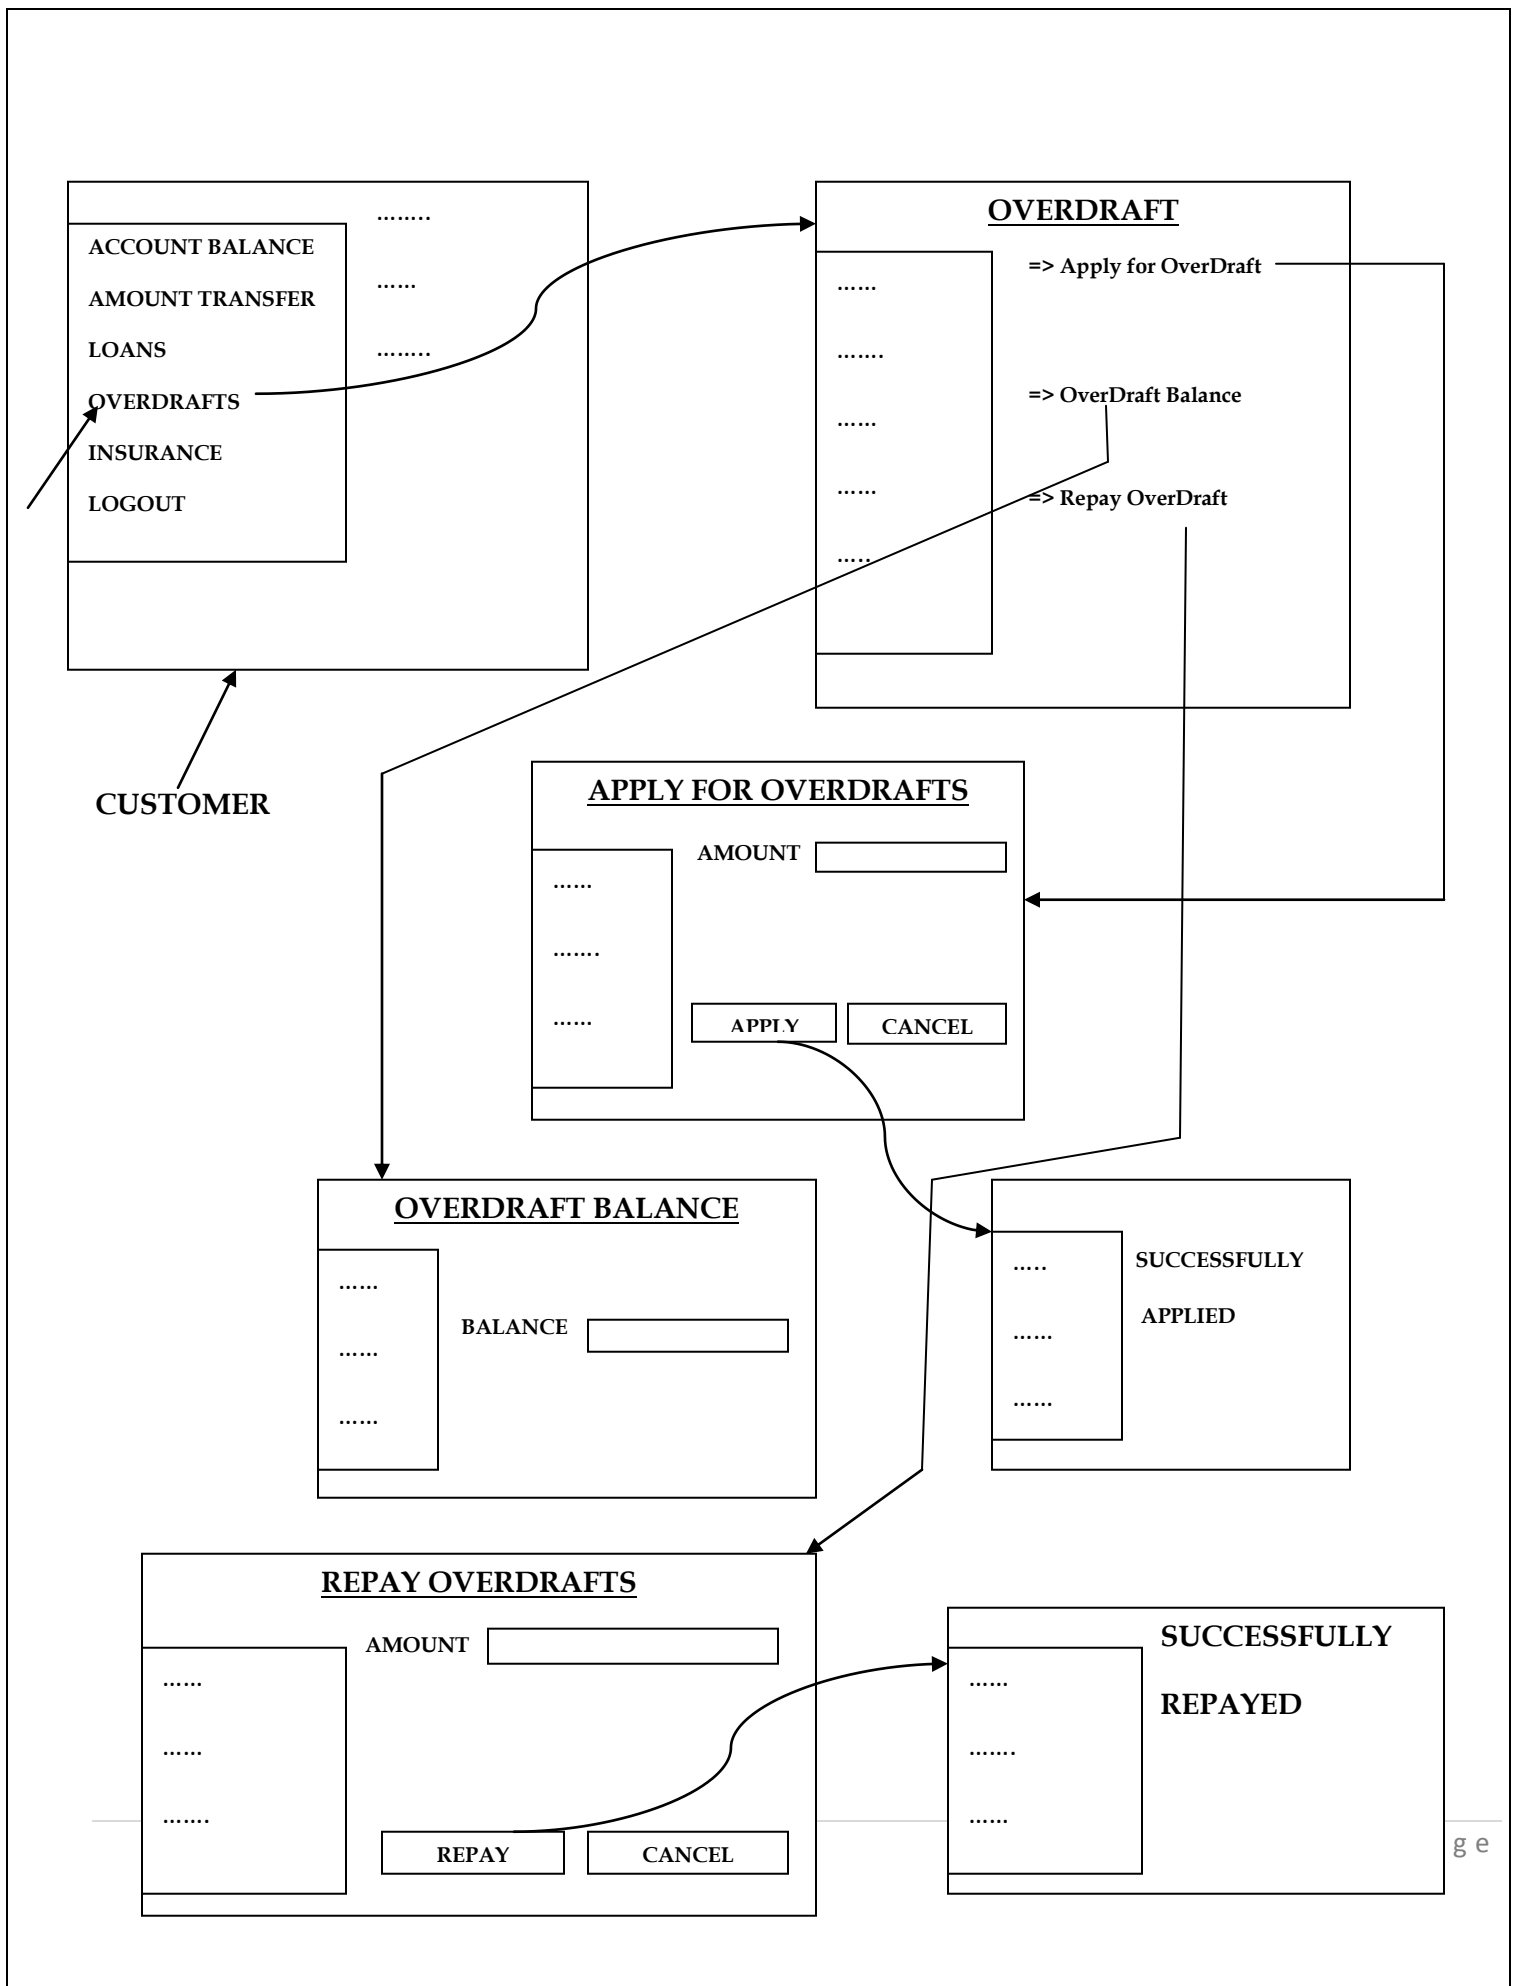 ……..
ACCOUNT BALANCE
……
AMOUNT TRANSFER
LOANS
……..
OVERDRAFTS
INSURANCE
LOGOUT
CUSTOMER
OVERDRAFT
=> Apply for OverDraft
……
…….
=> OverDraft Balance
……
……
=> Repay OverDraft
…..
APPLY FOR OVERDRAFTS
AMOUNT
……
…….
……
APPLY
CANCEL
OVERDRAFT BALANCE
……
BALANCE
……
……
SUCCESSFULLY
…..
APPLIED
……
……
REPAY OVERDRAFTS
AMOUNT
……
……
…….
REPAY
CANCEL
SUCCESSFULLY
……
REPAYED
…….
……
g e